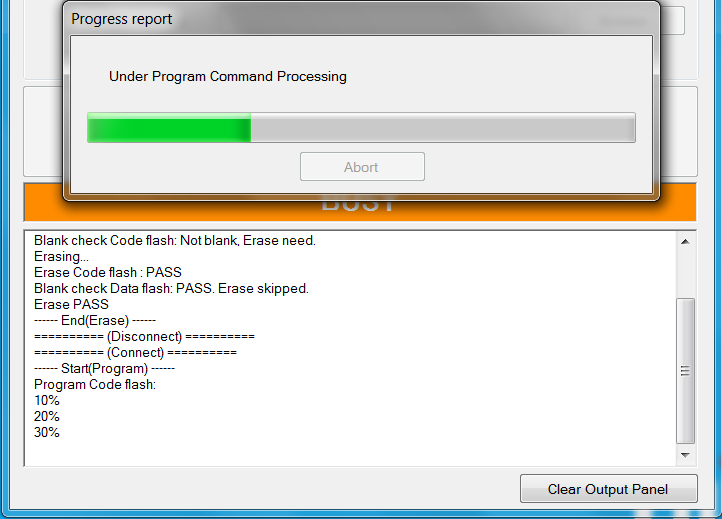 Progress report
Under Program Command Processing
Abort
BUSY
Blank check Code flash: Not blank, Erase need.
Erasing...
Erase Code flash : PASS
Blank check Data flash: PASS. Erase skipped.
Erase PASS
------ End(Erase) ------
========== (Disconnect) ==========
========== (Connect) ==========
------ Start(Program) ------
Program Code flash:
10%
20%
30%
Clear Output Panel